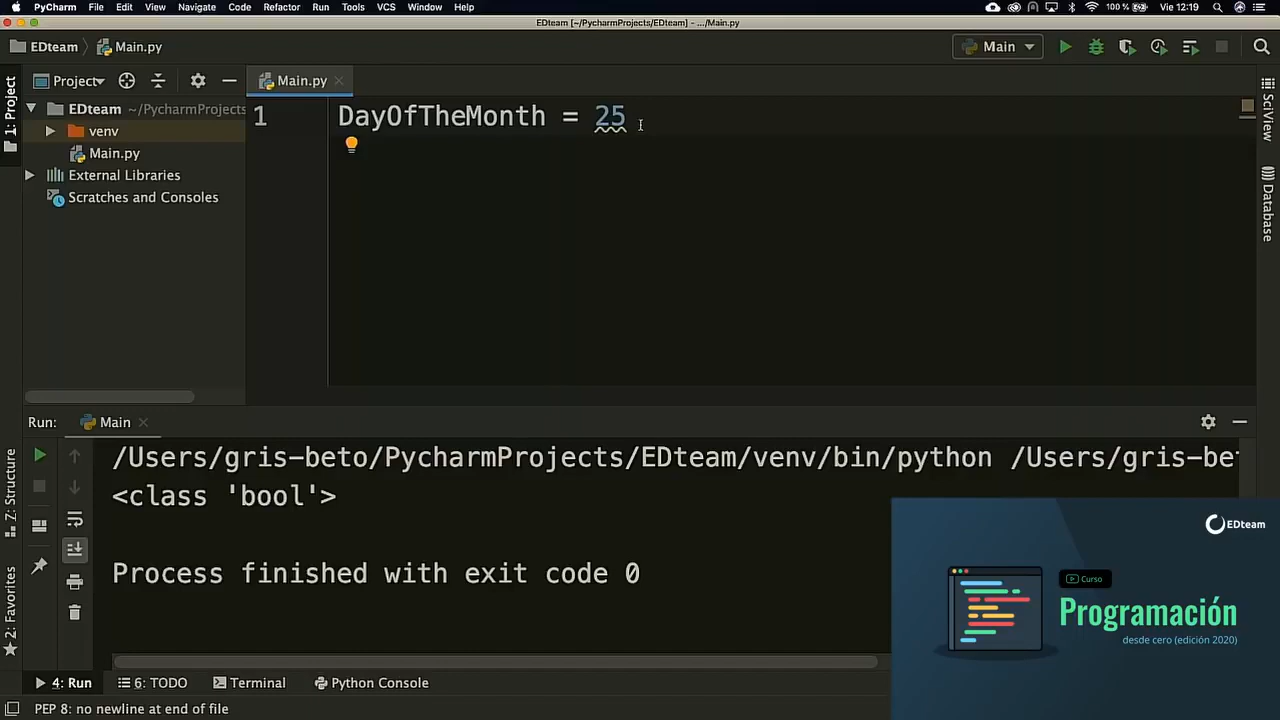 PyCharm File Edit View Navigate Code Refactor Run Tools VCS Window Help 100 % Vie 12:19
EDteam [~/PycharmProjects/EDteam] - .../Main.py
EDteam Main.py Main
1: Project
Project
Main.py
EDteam ~/PycharmProjects
venv
Main.py
External Libraries
Scratches and Consoles
1 DayOfTheMonth = 25
SciView
Database
Run: Main
/Users/gris-beto/PycharmProjects/EDteam/venv/bin/python /Users/gris-bet
<class 'bool'>
Process finished with exit code 0
Z: Structure
2: Favorites
EDteam
Curso
Programación
desde cero (edición 2020)
4: Run 6: TODO Terminal Python Console
PEP 8: no newline at end of file